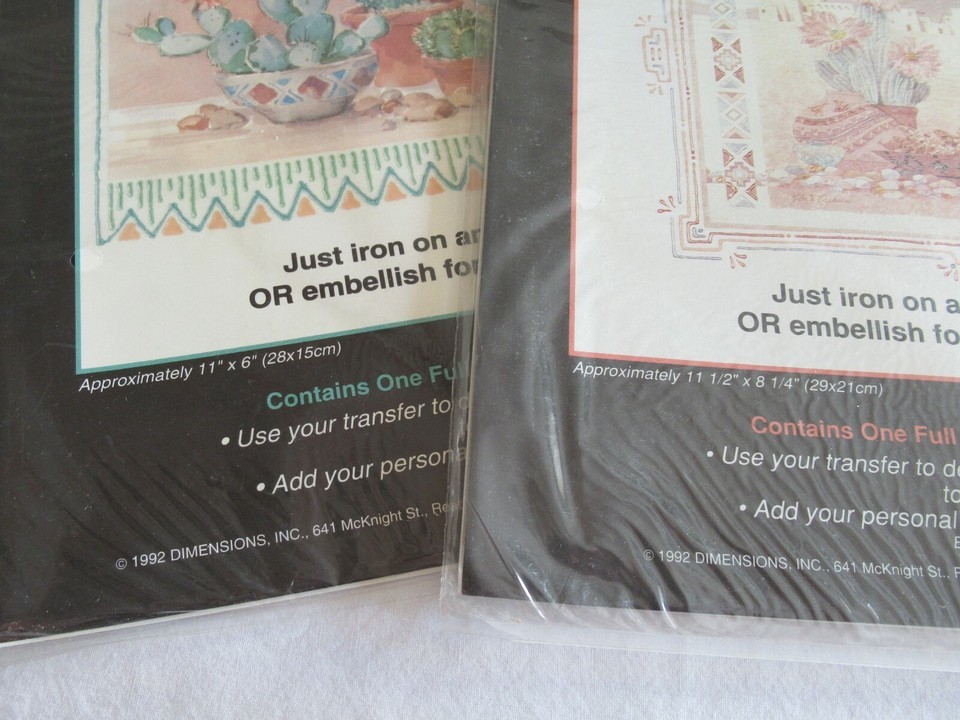 Just iron on an
OR embellish for
Approximately 11" x 6" (28x15cm)
Contains One Ful
• Use your transfer to
• Add your persona
© 1992 DIMENSIONS, INC., 641 McKnight St., Rea
Just iron on a
OR embellish fo
Approximately 11 1/2" x 8 1/4" (29x21cm)
Contains One Full
• Use your transfer to de
to
• Add your personal
E
© 1992 DIMENSIONS, INC., 641 McKnight St., R